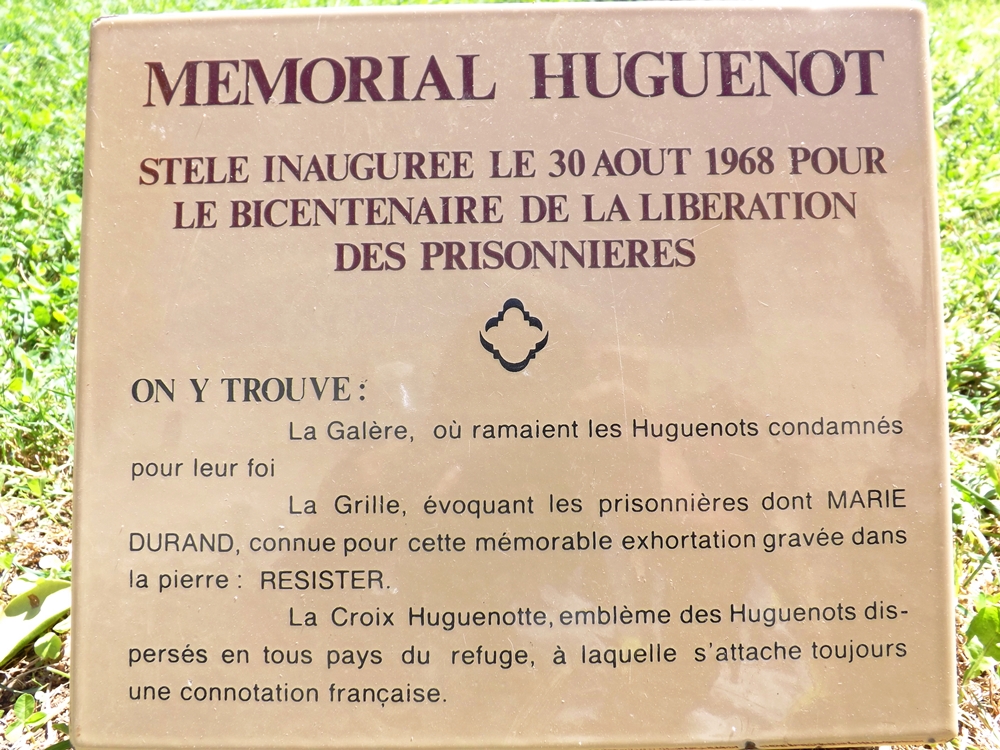 MEMORIAL HUGUENOT
STELE INAUGUREE LE 30 AOUT 1968 POUR
LE BICENTENAIRE DE LA LIBERATION
DES PRISONNIERES
ON Y TROUVE :
La Galère, où ramaient les Huguenots condamnés
pour leur foi
La Grille, évoquant les prisonnières dont MARIE
DURAND, connue pour cette mémorable exhortation gravée dans
la pierre : RESISTER.
La Croix Huguenotte, emblème des Huguenots dis-
persés en tous pays du refuge, à laquelle s'attache toujours
une connotation française.